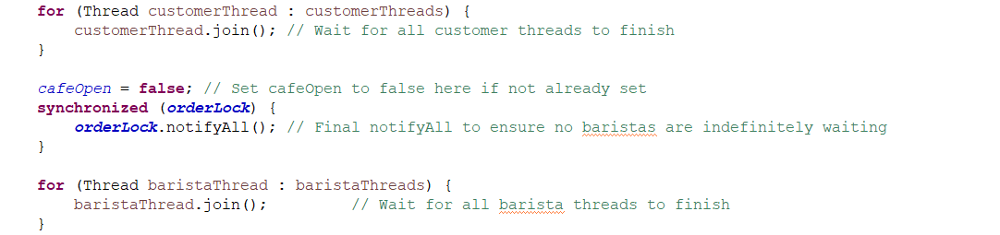 for (Thread customerThread : customerThreads) {
    customerThread.join(); // Wait for all customer threads to finish
}

cafeOpen = false; // Set cafeOpen to false here if not already set
synchronized (orderLock) {
    orderLock.notifyAll(); // Final notifyAll to ensure no baristas are indefinitely waiting
}

for (Thread baristaThread : baristaThreads) {
    baristaThread.join();         // Wait for all barista threads to finish
}